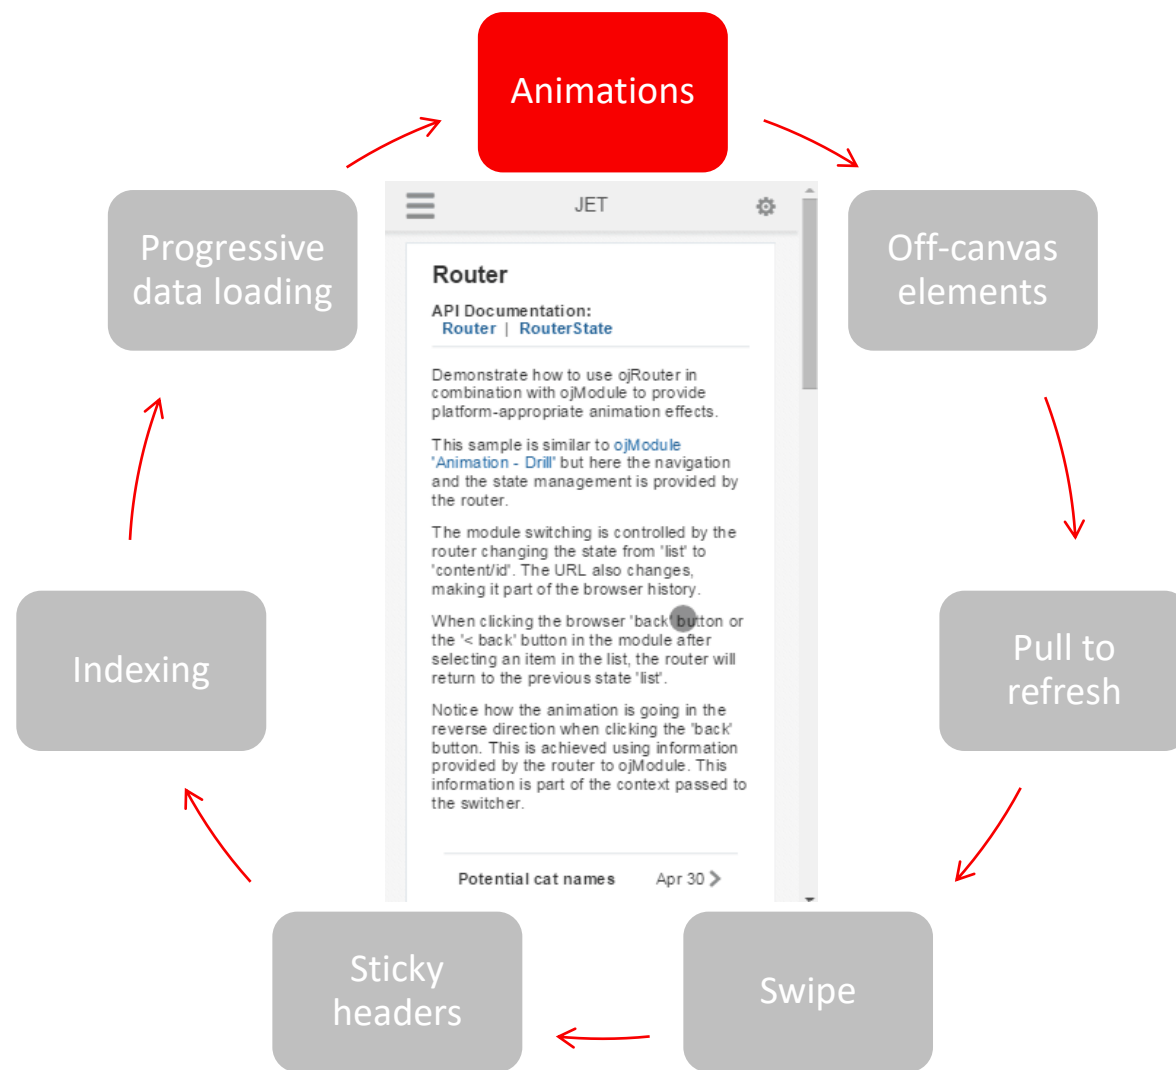 Animations
Progressive
data loading
Off-canvas
elements
JET
Router
API Documentation:
Router | RouterState
Demonstrate how to use ojRouter in
combination with ojModule to provide
platform-appropriate animation effects.
This sample is similar to ojModule
'Animation - Drill' but here the navigation
and the state management is provided by
the router.
The module switching is controlled by the
router changing the state from 'list' to
'content/id'. The URL also changes,
making it part of the browser history.
When clicking the browser 'back' button or
the '< back' button in the module after
selecting an item in the list, the router will
return to the previous state 'list'.
Notice how the animation is going in the
reverse direction when clicking the 'back'
button. This is achieved using information
provided by the router to ojModule. This
information is part of the context passed to
the switcher.
Potential cat names Apr 30
Indexing
Pull to
refresh
Sticky
headers
Swipe